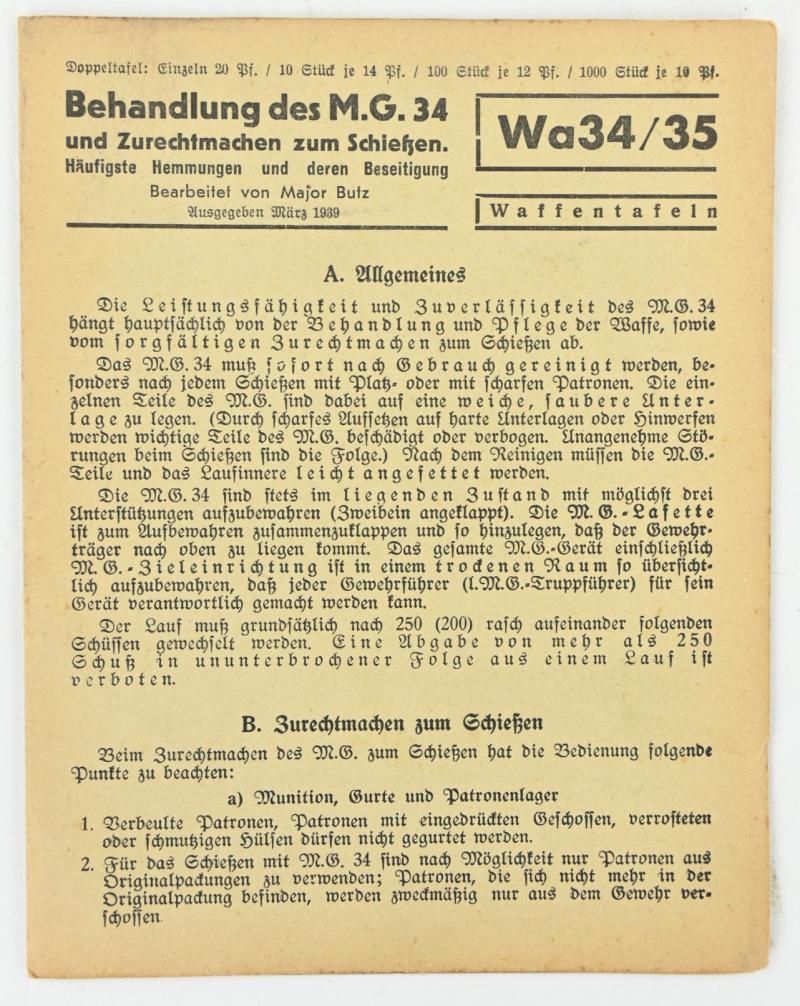 Doppeltafel: Einzeln 20 Pf. / 10 Stück je 14 Pf. / 100 Stück je 12 Pf. / 1000 Stück je 10 Pf.
Behandlung des M.G. 34
und Zurechtmachen zum Schießen.
Häufigste Hemmungen und deren Beseitigung
Bearbeitet von Major Butz
Ausgegeben März 1939
Wa34/35
Waffentafeln
A. Allgemeines
Die Leistungsfähigkeit und Zuverlässigkeit des M.G. 34
hängt hauptsächlich von der Behandlung und Pflege der Waffe, sowie
vom sorgfältigen Zurechtmachen zum Schießen ab.
Das M.G. 34 muß sofort nach Gebrauch gereinigt werden, be-
sonders nach jedem Schießen mit Platz- oder mit scharfen Patronen. Die ein-
zelnen Teile des M.G. sind dabei auf eine weiche, saubere Unter-
lage zu legen. (Durch scharfes Aufsetzen auf harte Unterlagen oder Hinwerfen
werden wichtige Teile des M.G. beschädigt oder verbogen. Unangenehme Stö-
rungen beim Schießen sind die Folge.) Nach dem Reinigen müssen die M.G.-
Teile und das Laufinnere leicht angefettet werden.
Die M.G. 34 sind stets im liegenden Zustand mit möglichst drei
Unterstützungen aufzubewahren (Zweibein angeklappt). Die M.G.-Lafette
ist zum Aufbewahren zusammenzuklappen und so hinzulegen, daß der Gewehr-
träger nach oben zu liegen kommt. Das gesamte M.G.-Gerät einschließlich
M.G.-Zieleinrichtung ist in einem trockenen Raum so übersicht-
lich aufzubewahren, daß jeder Gewehrführer (l.M.G.-Truppführer) für sein
Gerät verantwortlich gemacht werden kann.
Der Lauf muß grundsätzlich nach 250 (200) rasch aufeinander folgenden
Schüssen gewechselt werden. Eine Abgabe von mehr als 250
Schuß in ununterbrochener Folge aus einem Lauf ist
verboten.
B. Zurechtmachen zum Schießen
Beim Zurechtmachen des M.G. zum Schießen hat die Bedienung folgende
Punkte zu beachten:
a) Munition, Gurte und Patronenlager
1. Verbeulte Patronen, Patronen mit eingedrückten Geschossen, verrosteten
oder schmutzigen Hülsen dürfen nicht gegurtet werden.
2. Für das Schießen mit M.G. 34 sind nach Möglichkeit nur Patronen aus
Originalpackungen zu verwenden; Patronen, die sich nicht mehr in der
Originalpackung befinden, werden zweckmäßig nur aus dem Gewehr ver-
schossen.